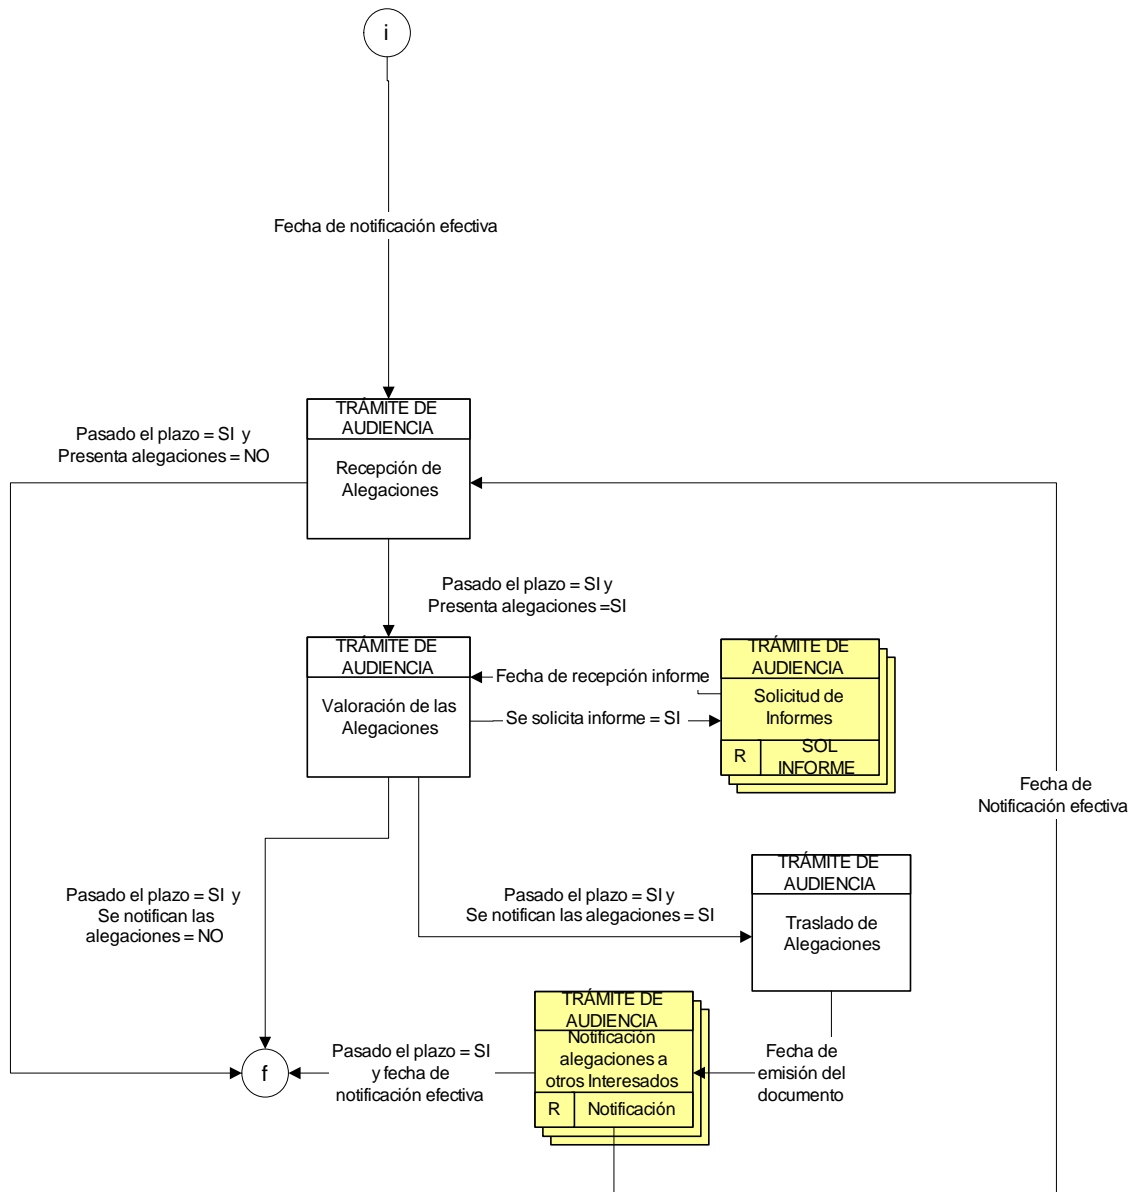 i
Fecha de notificación efectiva
TRÁMITE DE
AUDIENCIA
Recepción de
Alegaciones
Pasado el plazo = SI y
Presenta alegaciones = NO
Pasado el plazo = SI y
Presenta alegaciones =SI
TRÁMITE DE
AUDIENCIA
Valoración de las
Alegaciones
Fecha de recepción informe
Se solicita informe = SI
TRÁMITE DE
AUDIENCIA
Solicitud de
Informes
R
SOL
INFORME
Fecha de
Notificación efectiva
Pasado el plazo = SI y
Se notifican las
alegaciones = NO
Pasado el plazo = SI y
Se notifican las alegaciones = SI
TRÁMITE DE
AUDIENCIA
Traslado de
Alegaciones
f
Pasado el plazo = SI
y fecha de
notificación efectiva
TRÁMITE DE
AUDIENCIA
Notificación
alegaciones a
otros Interesados
R
Notificación
Fecha de
emisión del
documento